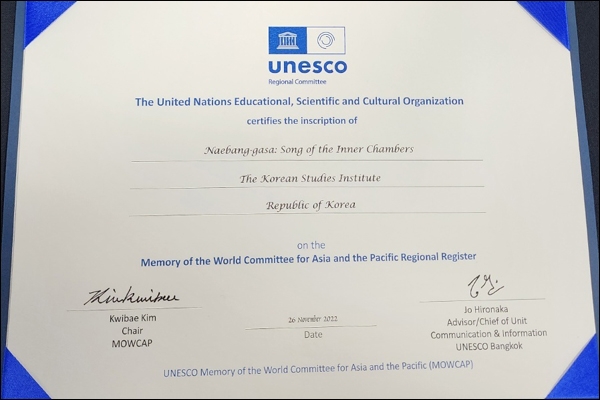 unesco
Regional Committee
The United Nations Educational, Scientific and Cultural Organization
certifies the inscription of
Naebang-gasa: Song of the Inner Chambers
The Korean Studies Institute
Republic of Korea
on the
Memory of the World Committee for Asia and the Pacific Regional Register
Kwibae Kim
Chair
MOWCAP
26 November 2022
Date
Jo Hironaka
Advisor/Chief of Unit
Communication & Information
UNESCO Bangkok
UNESCO Memory of the World Committee for Asia and the Pacific (MOWCAP)